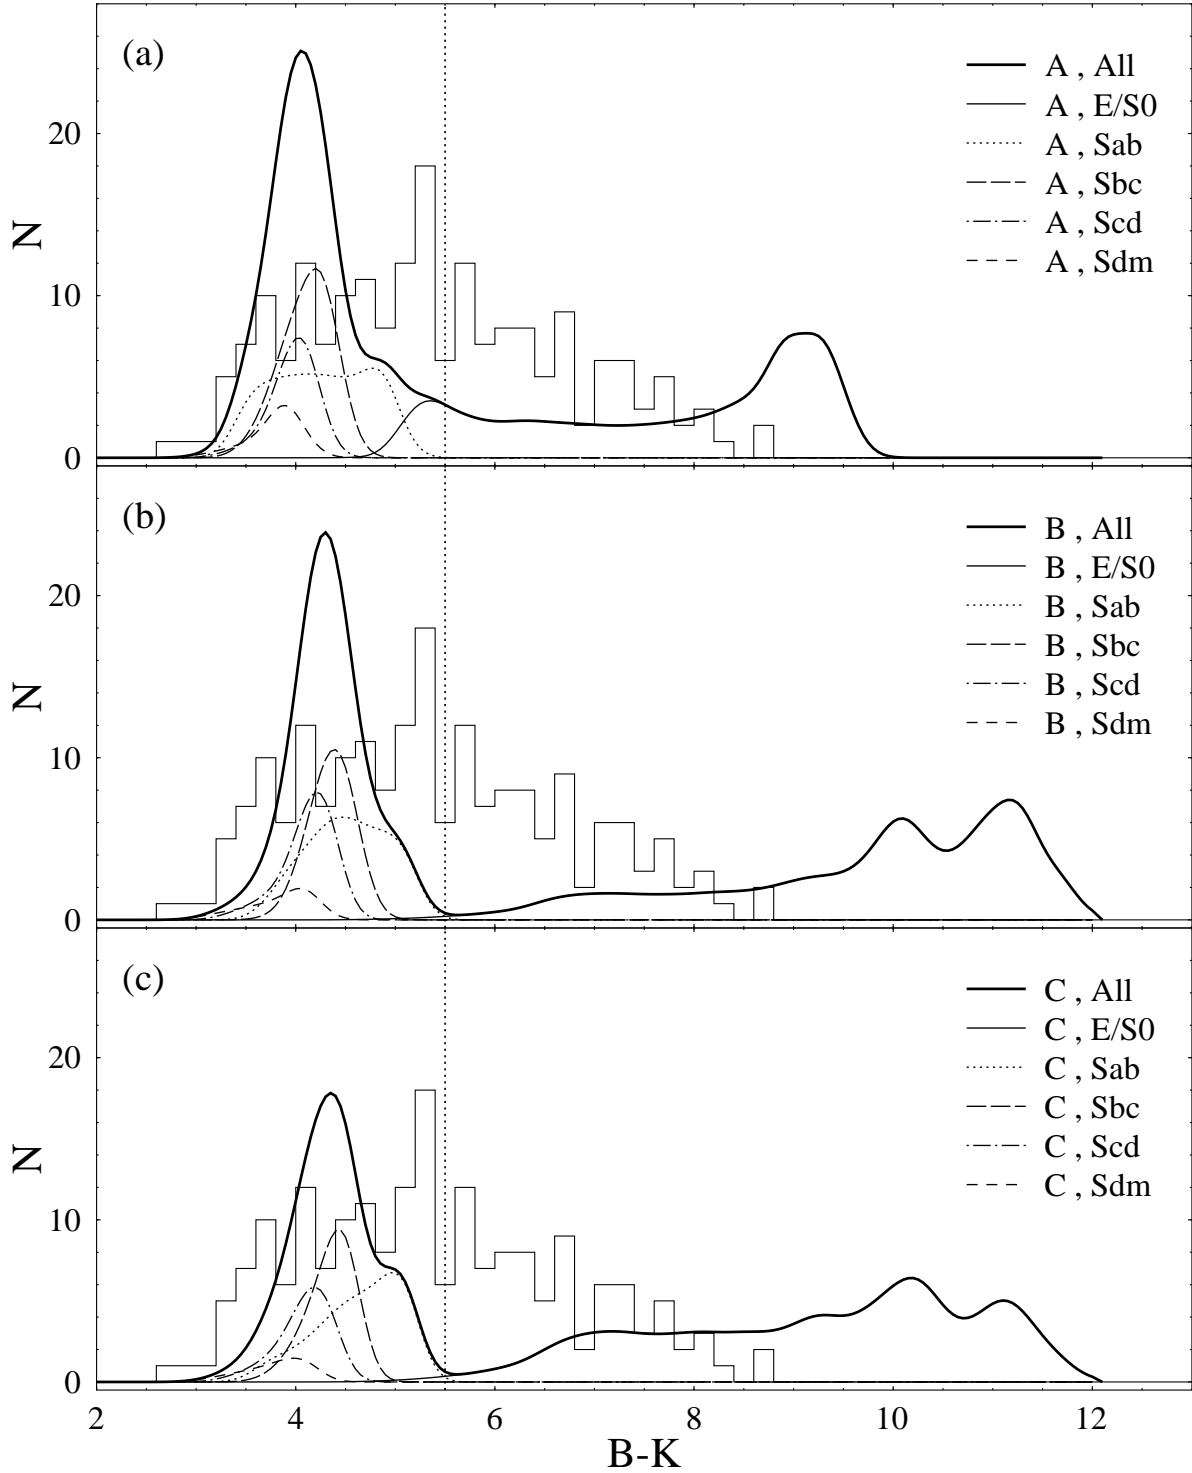 (a)
A , All
A , E/S0
A , Sab
A , Sbc
A , Scd
A , Sdm
20
10
0
N
(b)
B , All
B , E/S0
B , Sab
B , Sbc
B , Scd
B , Sdm
20
10
0
N
(c)
C , All
C , E/S0
C , Sab
C , Sbc
C , Scd
C , Sdm
20
10
0
N
2 4 6 8 10 12
B-K